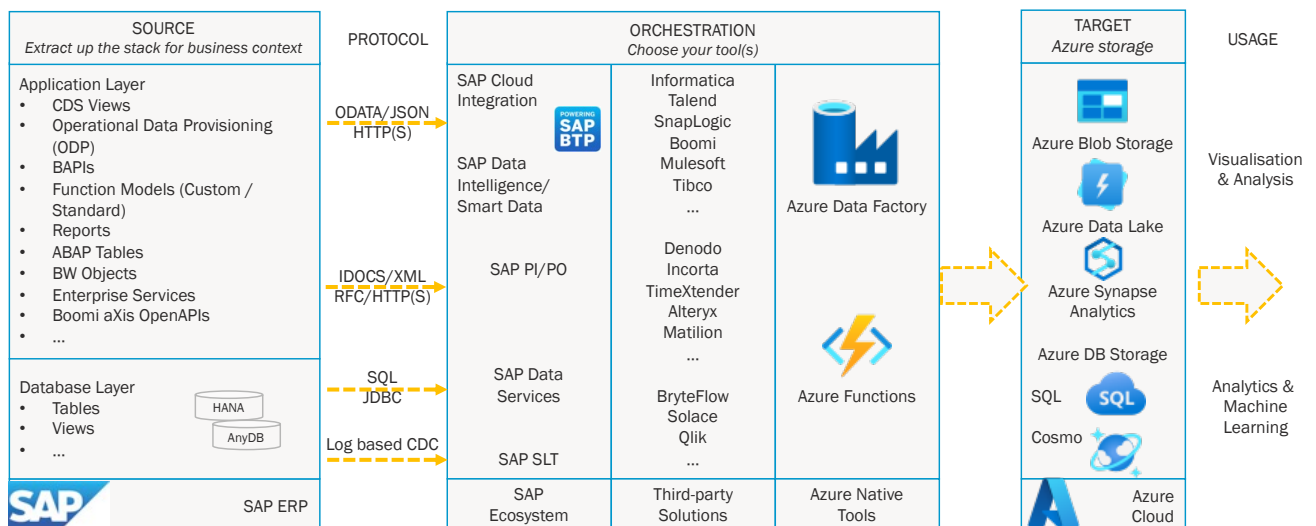 SOURCE
Extract up the stack for business context
PROTOCOL
ORCHESTRATION
Choose your tool(s)
TARGET
Azure storage
USAGE
Application Layer
• CDS Views
• Operational Data Provisioning
(ODP)
• BAPIs
• Function Models (Custom /
Standard)
• Reports
• ABAP Tables
• BW Objects
• Enterprise Services
• Boomi aXis OpenAPIs
• ...
Database Layer
• Tables
• Views
• ...
HANA
AnyDB
SAP
SAP ERP
ODATA/JSON
HTTP(S)
IDOCS/XML
RFC/HTTP(S)
SQL
JDBC
Log based CDC
SAP Cloud
Integration
POWERING
SAP
BTP
SAP Data
Intelligence/
Smart Data
SAP PI/PO
SAP Data
Services
SAP SLT
SAP
Ecosystem
Informatica
Talend
SnapLogic
Boomi
Mulesoft
Tibco
...
Denodo
Incorta
TimeXtender
Alteryx
Matilion
...
BryteFlow
Solace
Qlik
...
Third-party
Solutions
Azure Data Factory
Azure Functions
Azure Native
Tools
Azure Blob Storage
Azure Data Lake
Azure Synapse
Analytics
Azure DB Storage
SQL
SQL
Cosmo
Azure
Cloud
Visualisation
& Analysis
Analytics &
Machine
Learning